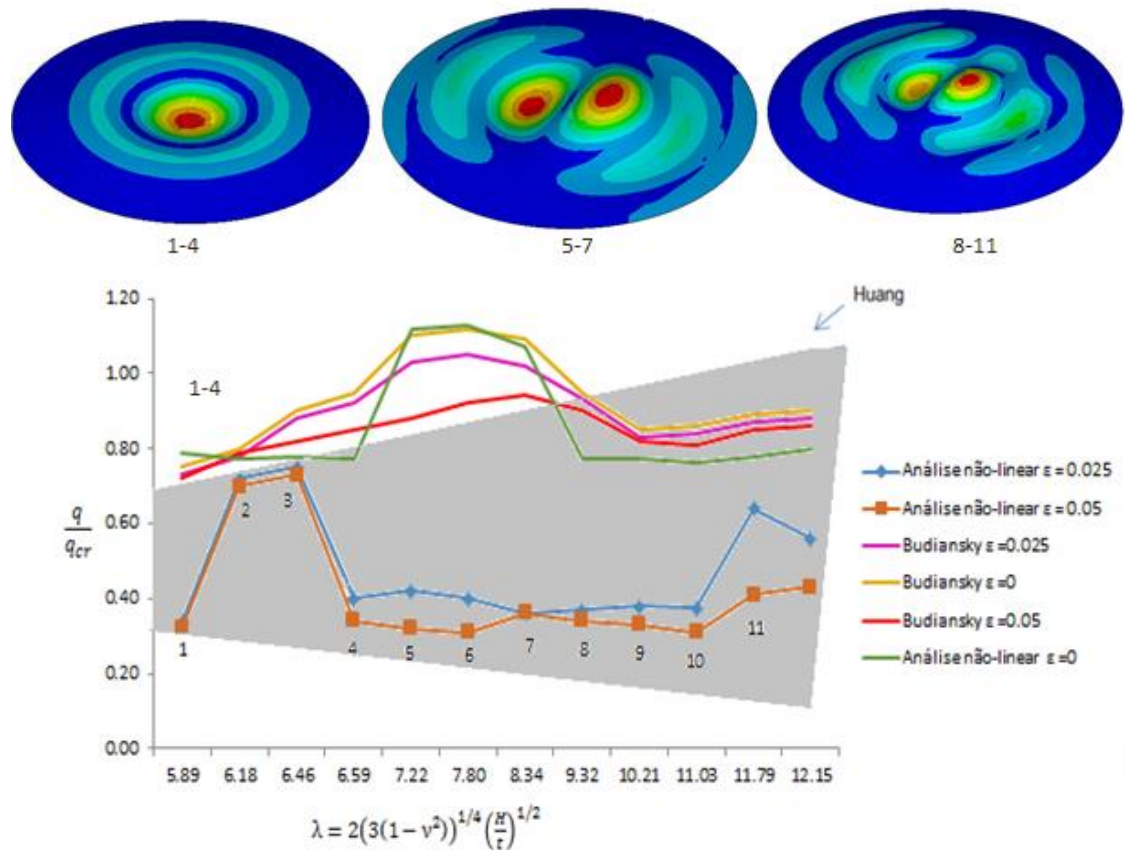 1-4
5-7
8-11
1.20
1.00
0.80
0.60
0.40
0.20
0.00
q
q_cr
1-4
Huang
1
2
3
4
5
6
7
8
9
10
11
5.89 6.18 6.46 6.59 7.22 7.80 8.34 9.32 10.21 11.03 11.79 12.15
λ = 2(3(1 − ν²))^{1/4} (H/t)^{1/2}
Análise não-linear ε = 0.025
Análise não-linear ε = 0.05
Budiansky ε =0.025
Budiansky ε =0
Budiansky ε =0.05
Análise não-linear ε =0